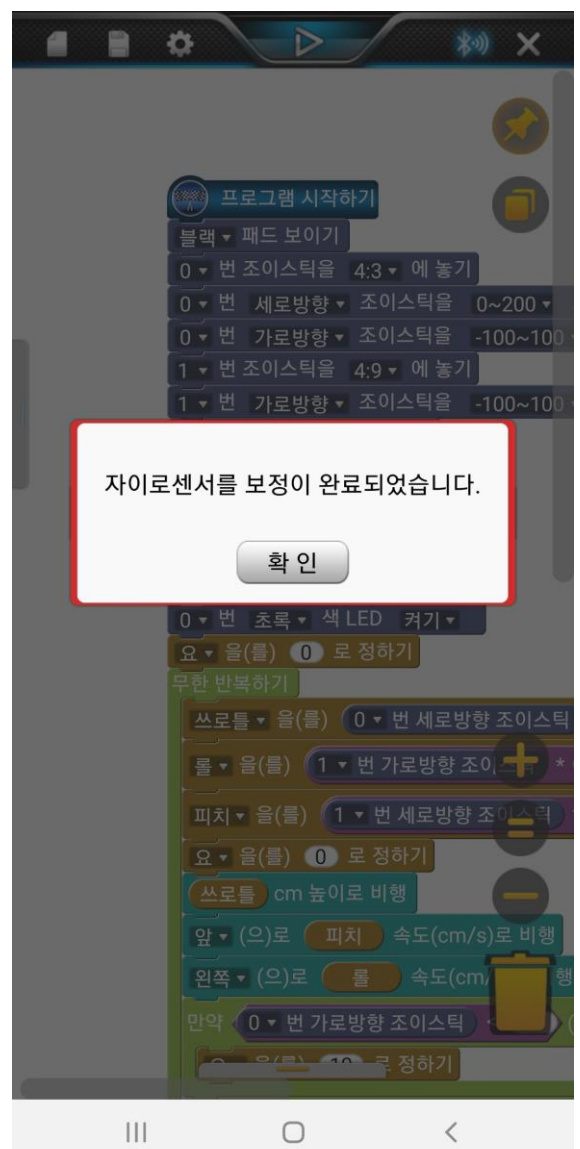 프로그램 시작하기
블랙 패드 보이기
0 번 조이스틱을 4:3 에 놓기
0 번 세로방향 조이스틱을 0~200
0 번 가로방향 조이스틱을 -100~100
1 번 조이스틱을 4:9 에 놓기
1 번 가로방향 조이스틱을 -100~100
자이로센서를 보정이 완료되었습니다.
확 인
0 번 초록 색 LED 켜기
요 을(를) 0 로 정하기
무한 반복하기
쓰로틀 을(를) 0 번 세로방향 조이스틱
롤 을(를) 1 번 가로방향 조이스틱 *
피치 을(를) 1 번 세로방향 조이스틱
요 을(를) 0 로 정하기
쓰로틀 cm 높이로 비행
앞 (으)로 피치 속도(cm/s)로 비행
왼쪽 (으)로 롤 속도(cm/ 행
만약 0 번 가로방향 조이스틱 <
을(를) 로 정하기